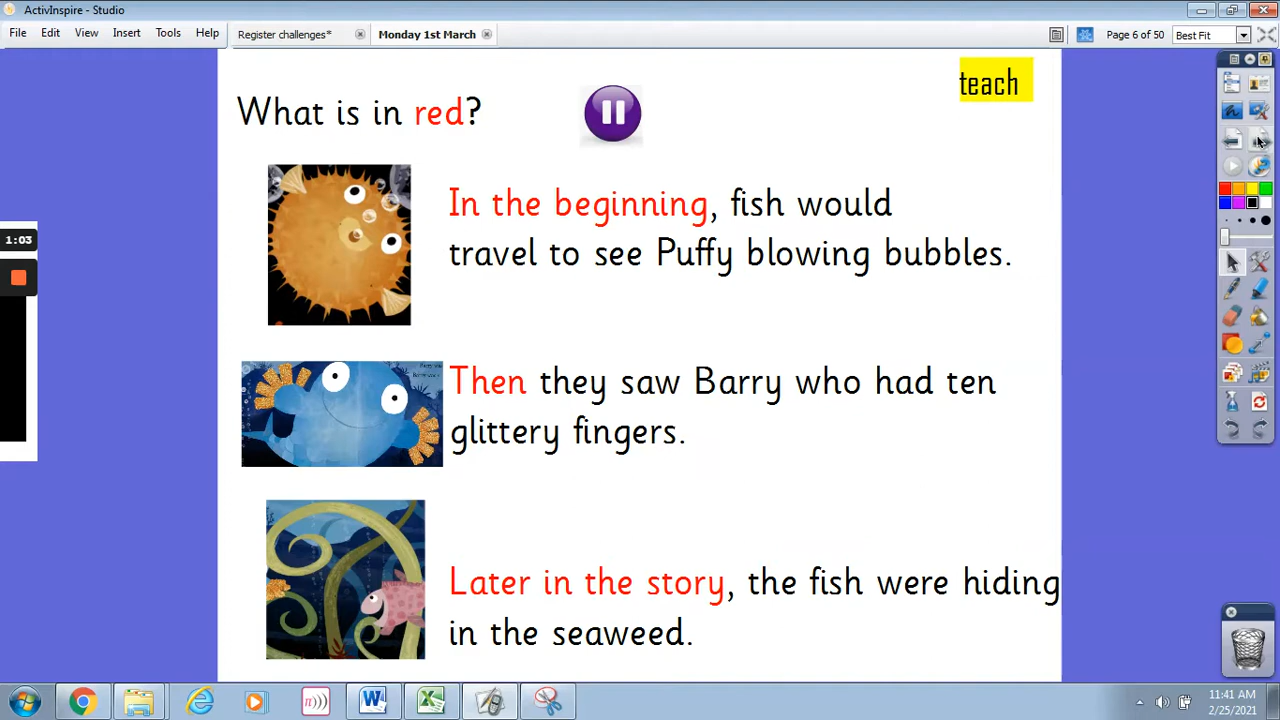 ActivInspire - Studio
File Edit View Insert Tools Help
Register challenges*
Monday 1st March
Page 6 of 50
Best Fit
teach
What is in red?
In the beginning, fish would
travel to see Puffy blowing bubbles.
Then they saw Barry who had ten
glittery fingers.
Later in the story, the fish were hiding
in the seaweed.
1:03
11:41 AM
2/25/2021